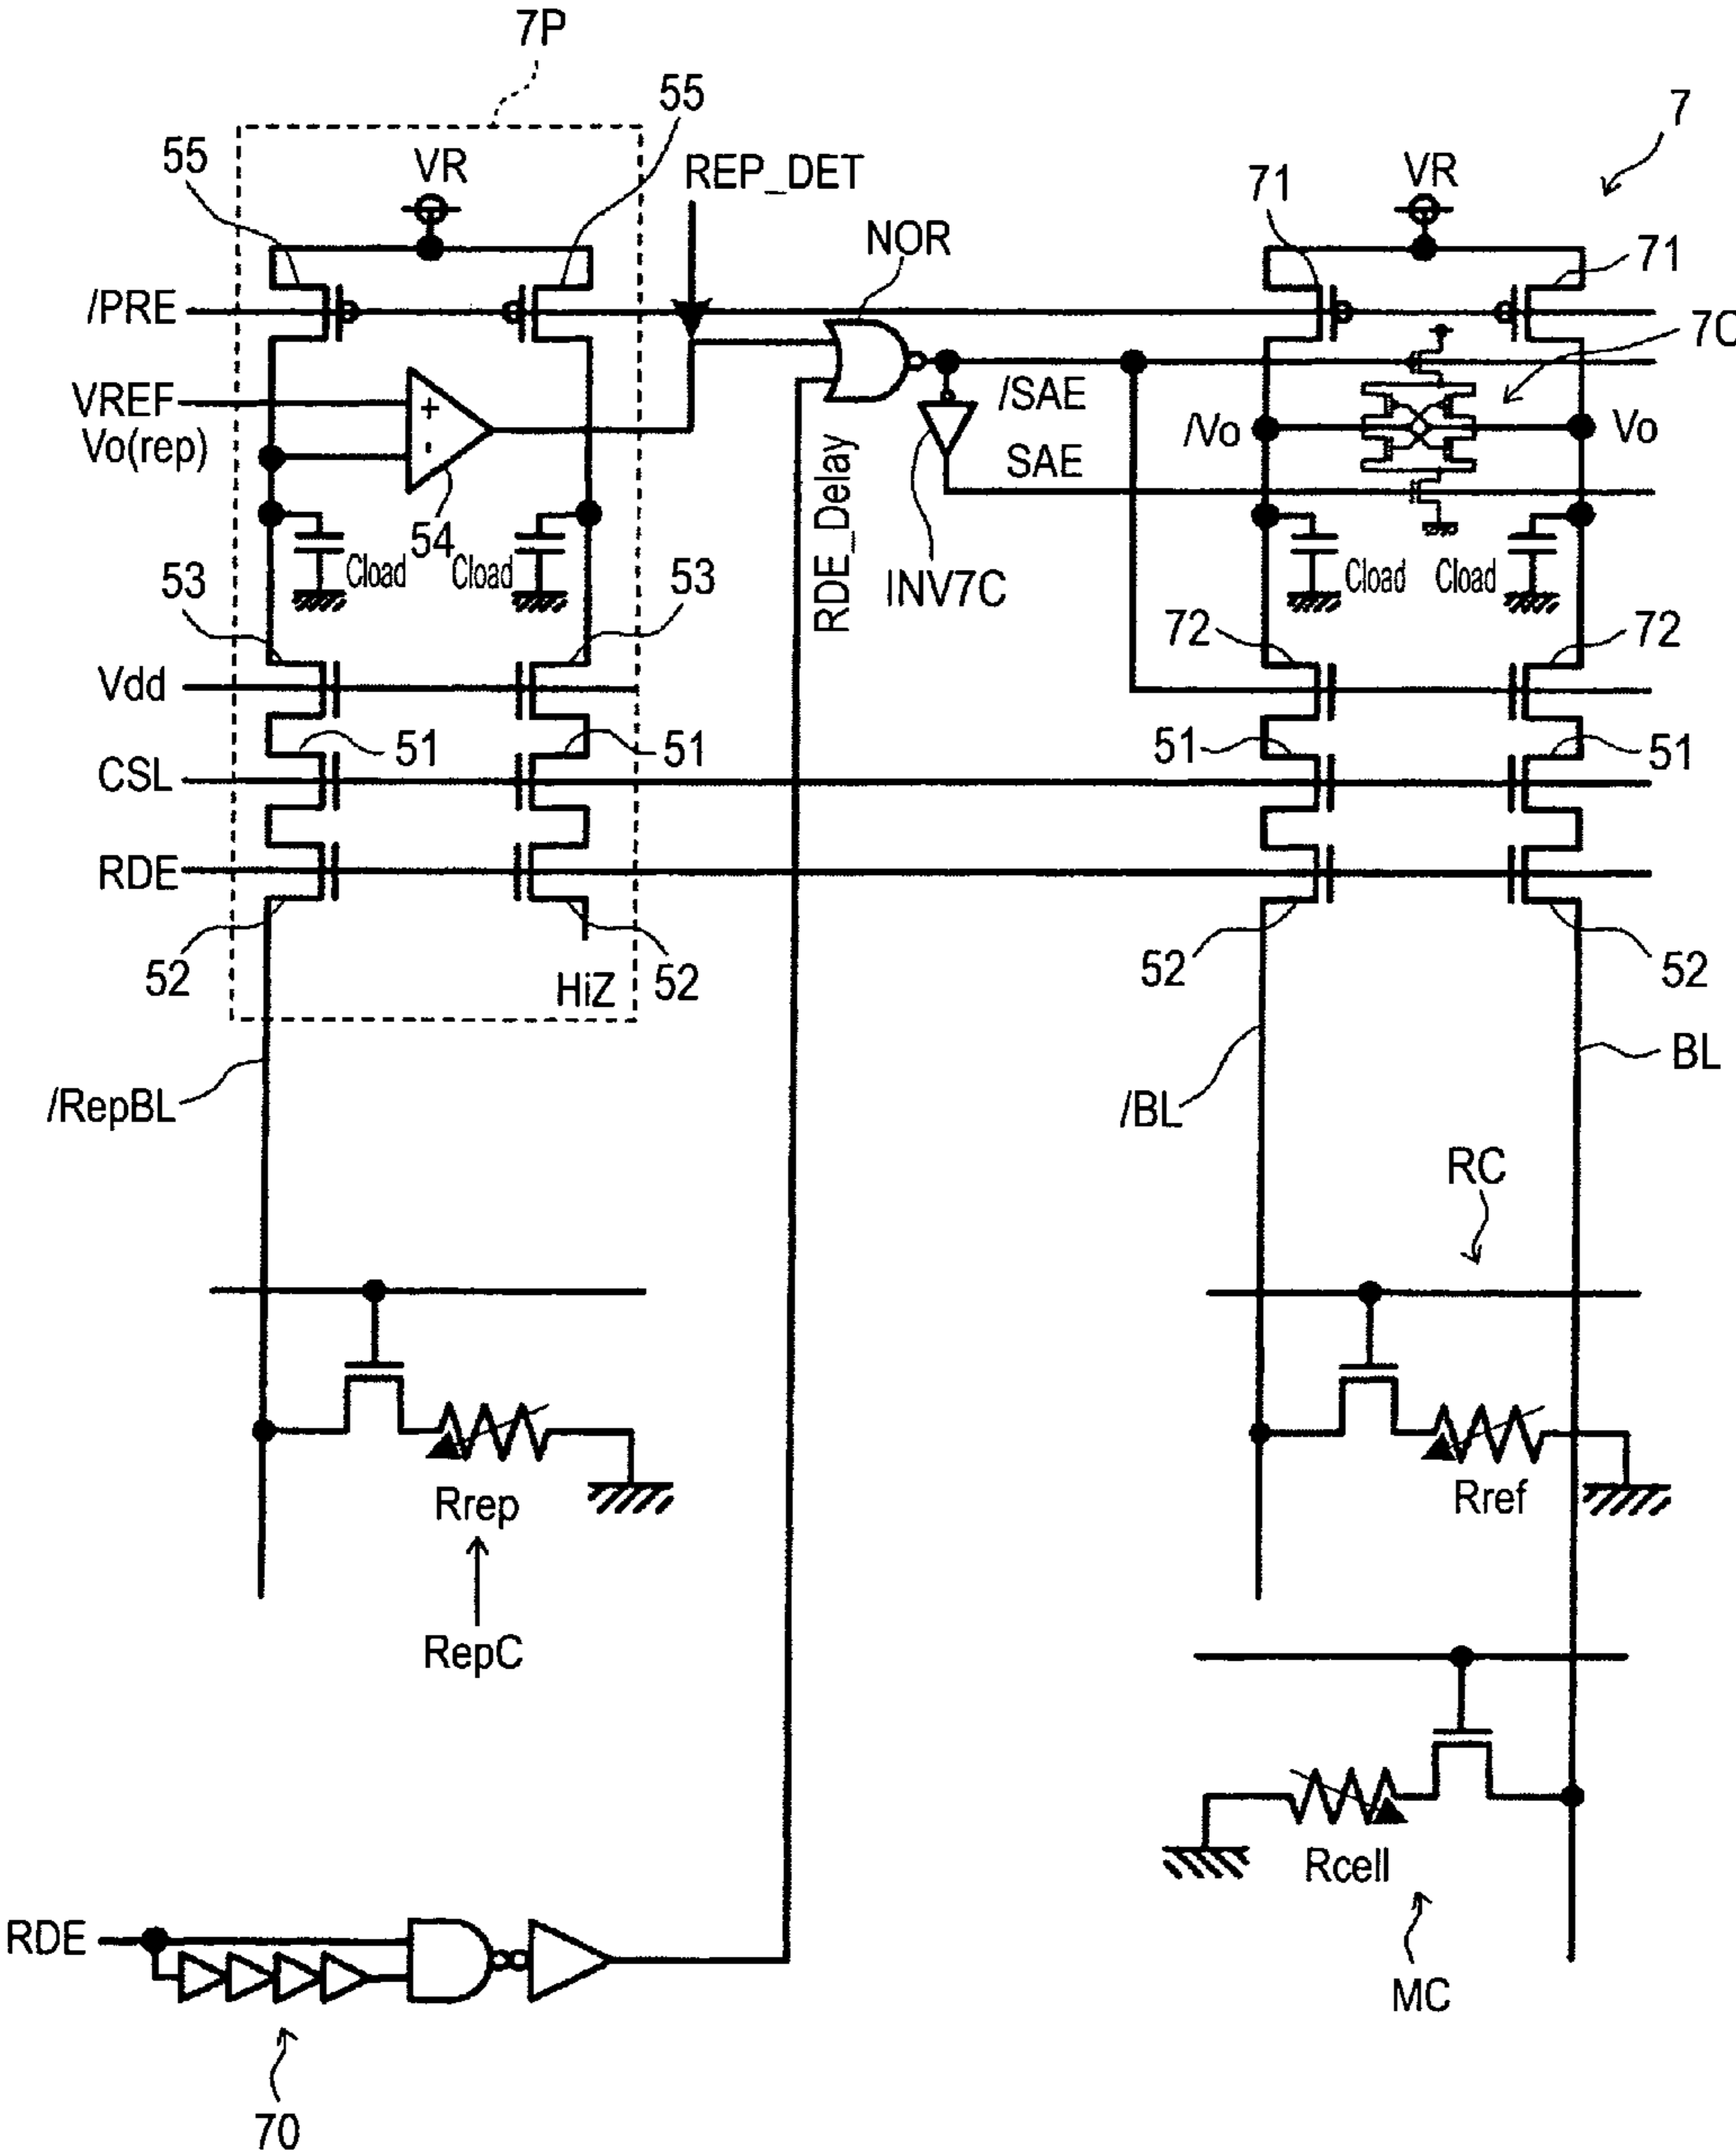 7P
7
55
55
VR
REP_DET
71
VR
NOR
71
/PRE
7C
VREF
+
/SAE
/Vo
Vo
Vo(rep)
-
SAE
54
RDE_Delay
Cload
Cload
INV7C
Cload
Cload
53
53
72
72
Vdd
51
51
51
51
CSL
RDE
52
HiZ
52
52
52
BL
/RepBL
/BL
RC
Rrep
Rref
RepC
Rcell
RDE
MC
70